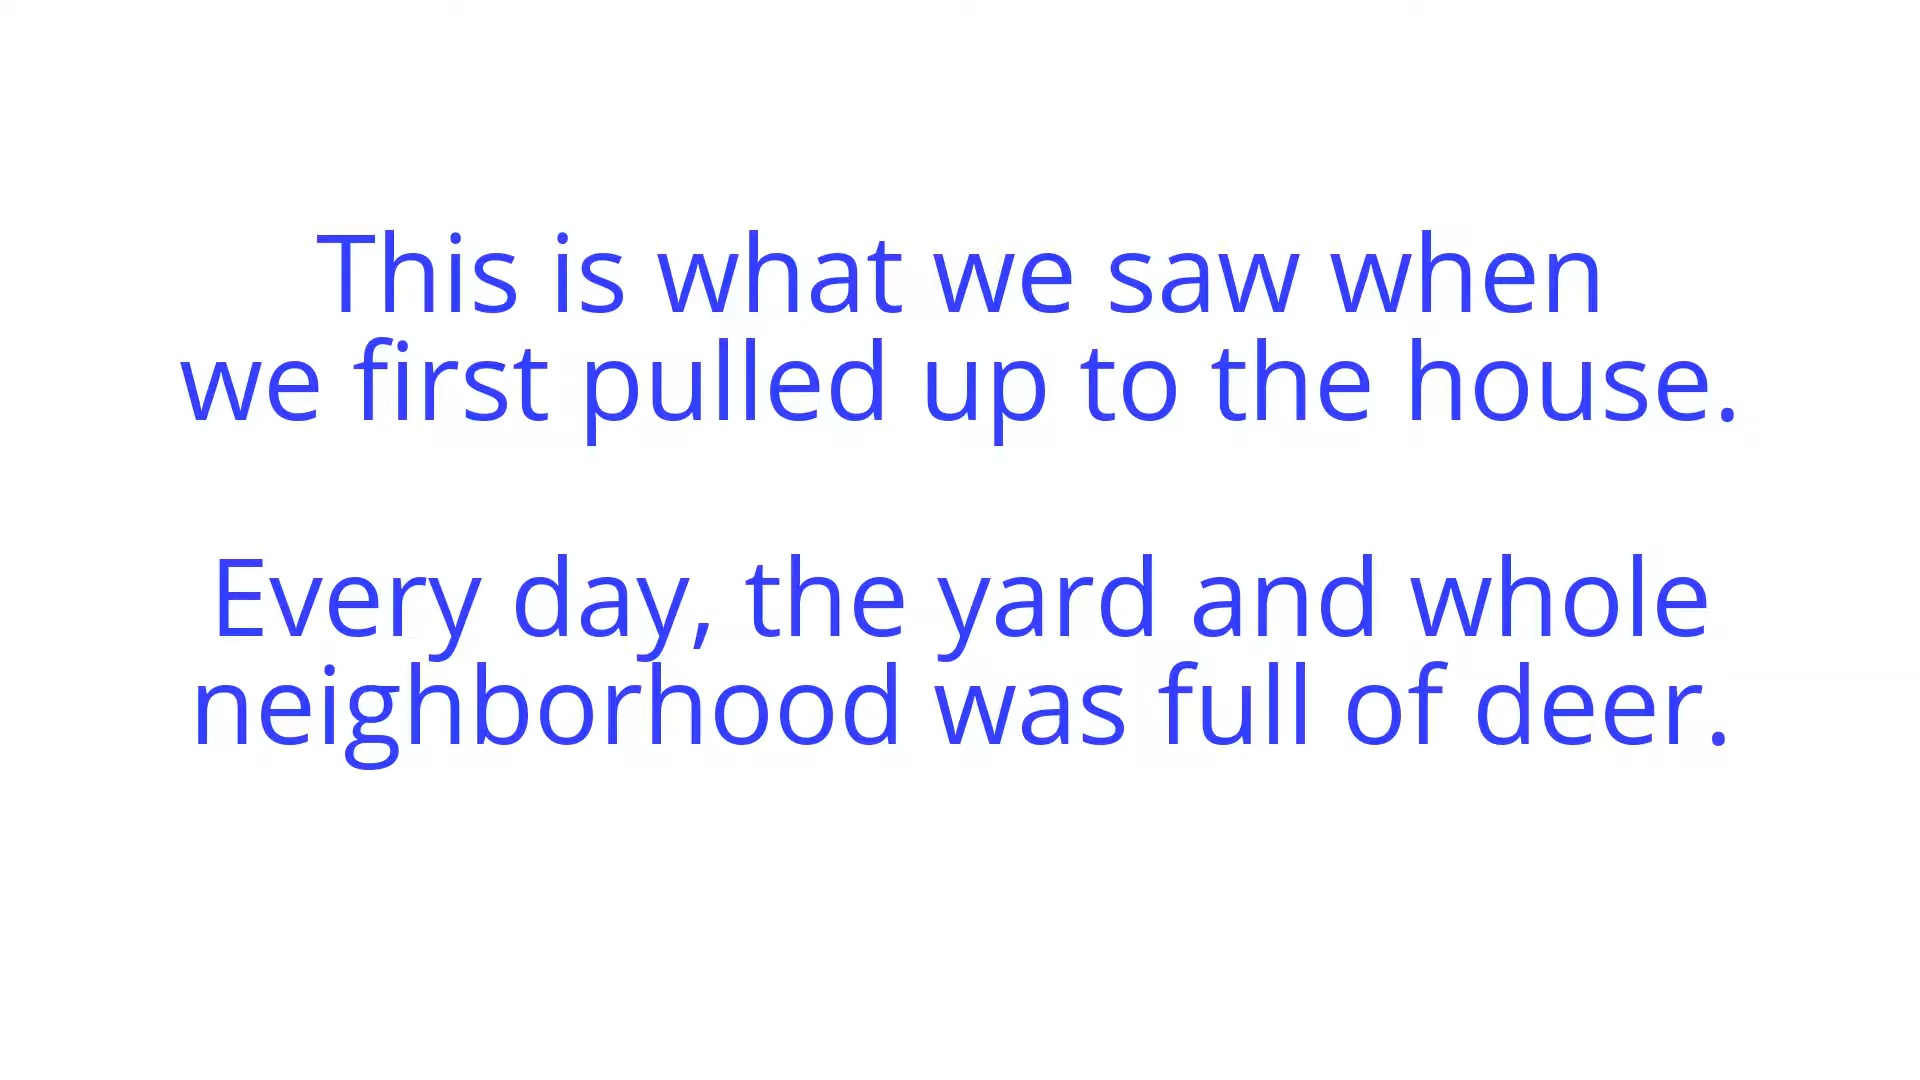 This is what we saw when
we first pulled up to the house.
Every day, the yard and whole
neighborhood was full of deer.